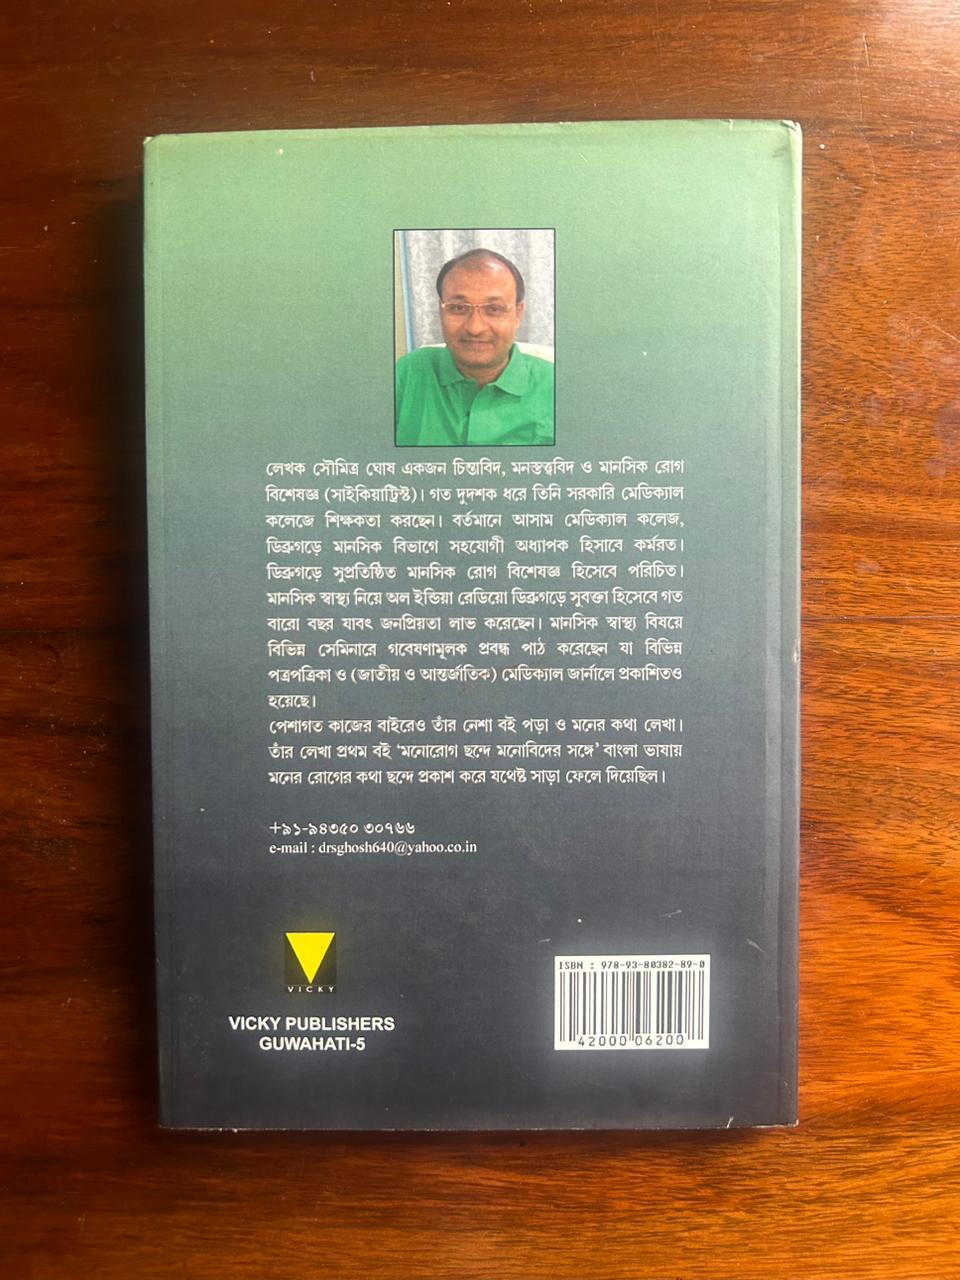 লেখক সৌমিত্র ঘোষ একজন চিন্তাবিদ, মনস্তত্ত্ববিদ ও মানসিক রোগ
বিশেষজ্ঞ (সাইকিয়াট্রিস্ট)। গত দুদশক ধরে তিনি সরকারি মেডিক্যাল
কলেজে শিক্ষকতা করছেন। বর্তমানে আসাম মেডিক্যাল কলেজ,
ডিব্রুগড়ে মানসিক বিভাগে সহযোগী অধ্যাপক হিসাবে কর্মরত।
ডিব্রুগড়ে সুপ্রতিষ্ঠিত মানসিক রোগ বিশেষজ্ঞ হিসেবে পরিচিত।
মানসিক স্বাস্থ্য নিয়ে অল ইন্ডিয়া রেডিয়ো ডিব্রুগড়ে সুবক্তা হিসেবে গত
বারো বছর যাবৎ জনপ্রিয়তা লাভ করেছেন। মানসিক স্বাস্থ্য বিষয়ে
বিভিন্ন সেমিনারে গবেষণামূলক প্রবন্ধ পাঠ করেছেন যা বিভিন্ন
পত্রপত্রিকা ও (জাতীয় ও আন্তর্জাতিক) মেডিক্যাল জার্নালে প্রকাশিতও
হয়েছে।
পেশাগত কাজের বাইরেও তাঁর নেশা বই পড়া ও মনের কথা লেখা।
তাঁর লেখা প্রথম বই ‘মনোরোগ ছন্দে মনোবিদের সঙ্গে’ বাংলা ভাষায়
মনের রোগের কথা ছন্দে প্রকাশ করে যথেষ্ট সাড়া ফেলে দিয়েছিল।
+৯১-৯৪৩৫০ ৩০৭৬৬
e-mail : drsghosh640@yahoo.co.in
VICKY
VICKY PUBLISHERS
GUWAHATI-5
ISBN : 978-93-80382-89-0
42000 06200